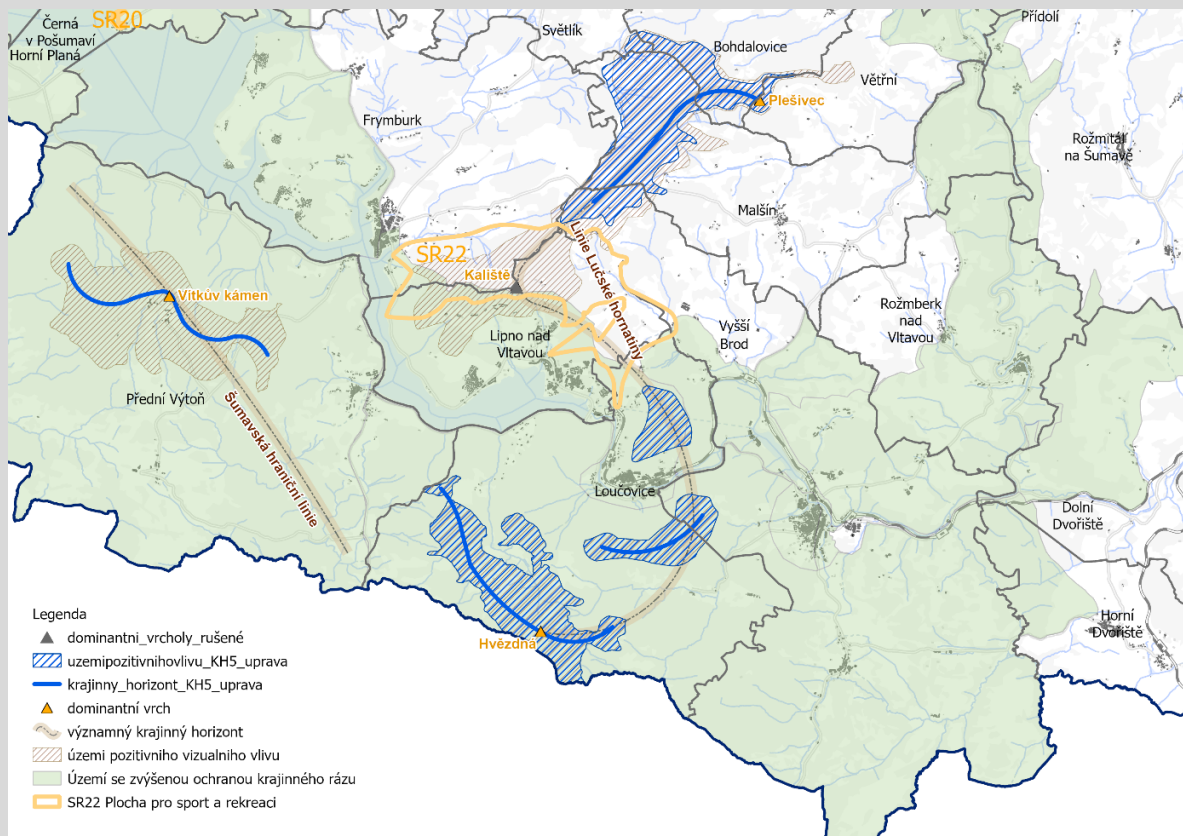 Černá
v Pošumaví
Horní Planá
SR20
Světlík
Bohdalovice
Přídolí
Větřní
Plešivec
Frymburk
Rožmitál
na Šumavě
Malšín
SR22
Kaliště
Linie Lučské hornatiny
Vítkův kámen
Rožmberk
nad
Vltavou
Vyšší
Brod
Lipno nad
Vltavou
Přední Výtoň
Šumavská hraniční linie
Loučovice
Dolní
Dvořiště
Horní
Dvořiště
Hvězdná
Legenda
dominantni_vrcholy_rušené
uzemipozitivnihovlivu_KH5_uprava
krajinny_horizont_KH5_uprava
dominantní vrch
významný krajinný horizont
území pozitivního vizualního vlivu
Území se zvýšenou ochranou krajinného rázu
SR22 Plocha pro sport a rekreaci